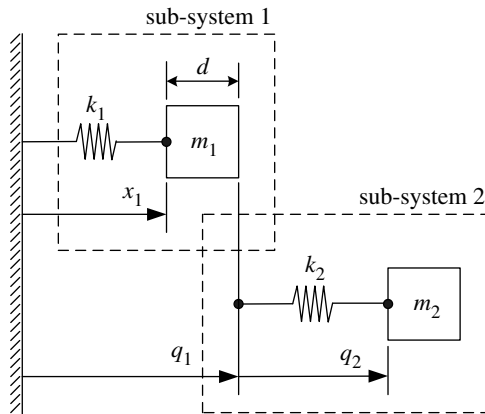 sub-system 1
d
k₁
m₁
x₁
sub-system 2
k₂
m₂
q₁
q₂